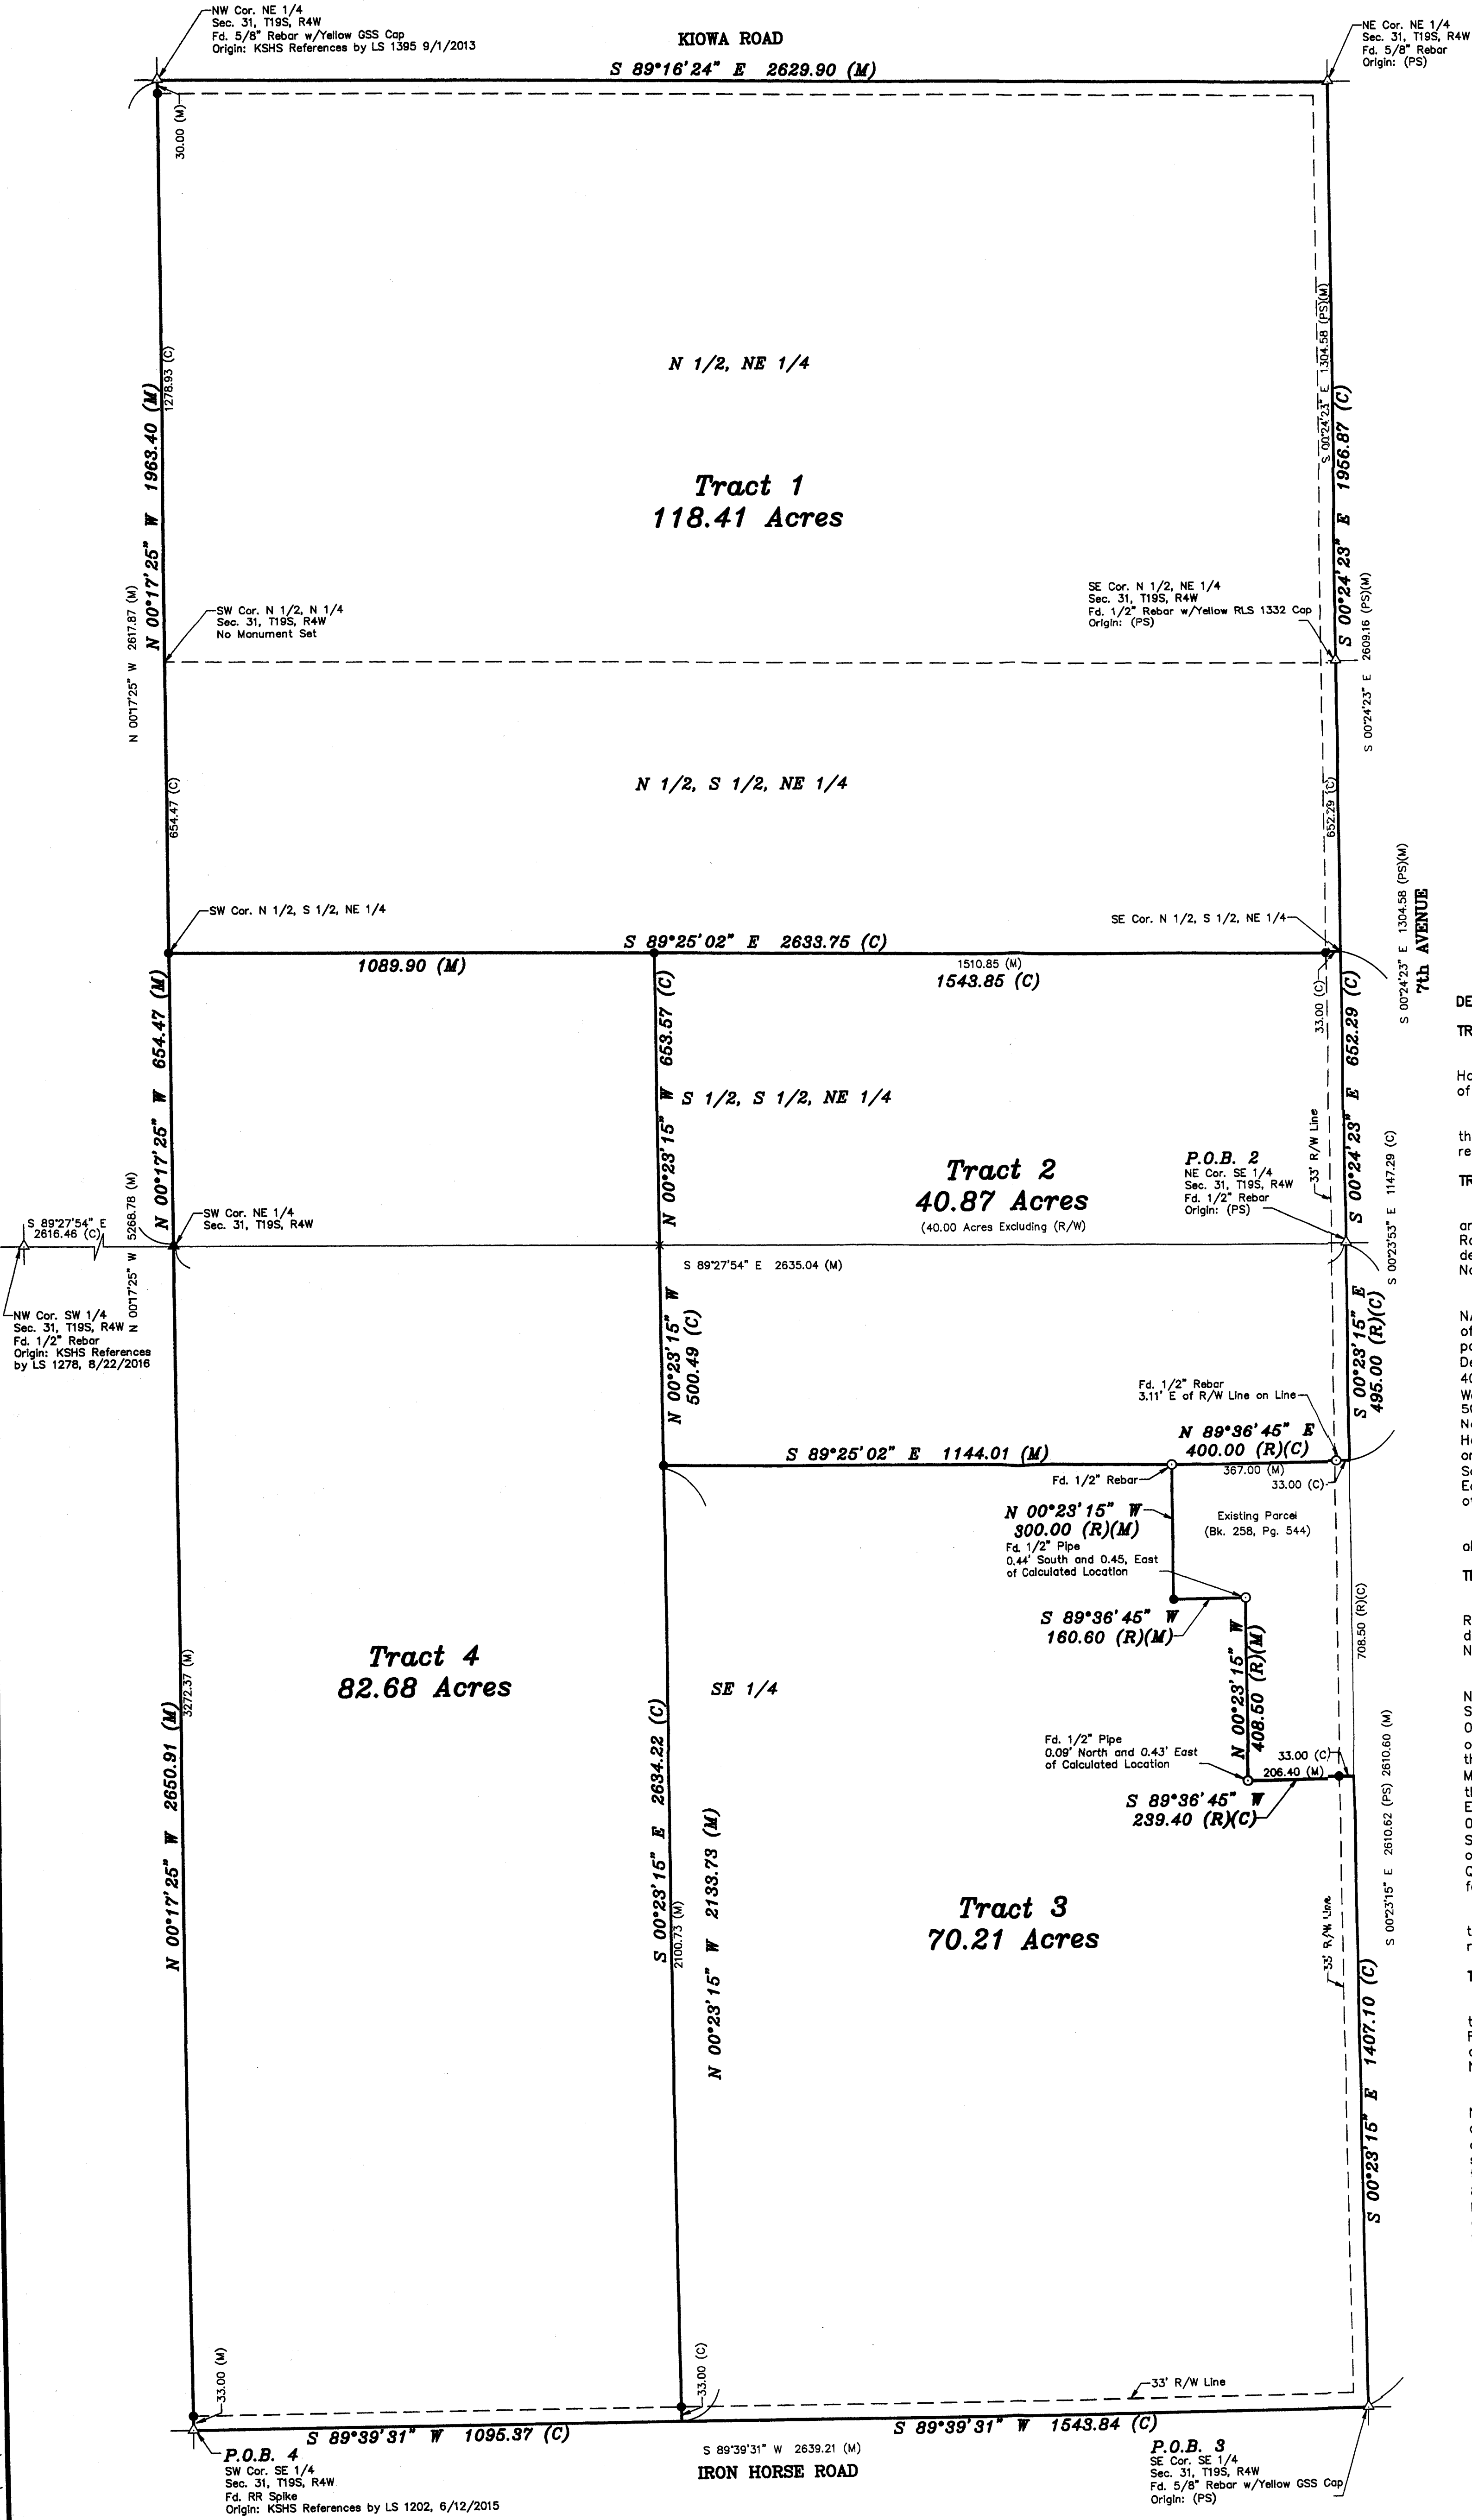 NW Cor. NE 1/4
Sec. 31, T19S, R4W
Fd. 5/8" Rebar w/Yellow GSS Cap
Origin: KSHS References by LS 1395 9/1/2013
KIOWA ROAD
S 89°16'24" E 2629.90 (M)
NE Cor. NE 1/4
Sec. 31, T19S, R4W
Fd. 5/8" Rebar
Origin: (PS)
30.00 (M)
1278.93 (C)
N 00°17'25" W 1963.40 (M)
N 00°17'25" W 2617.87 (M)
S 00°24'23" E 1304.58 (PS)(M)
S 00°24'23" E 1956.87 (C)
S 00°24'23" E 2609.16 (PS)(M)
N 1/2, NE 1/4
Tract 1
118.41 Acres
SW Cor. N 1/2, N 1/4
Sec. 31, T19S, R4W
No Monument Set
SE Cor. N 1/2, NE 1/4
Sec. 31, T19S, R4W
Fd. 1/2" Rebar w/Yellow RLS 1332 Cap
Origin: (PS)
N 1/2, S 1/2, NE 1/4
654.47 (C)
652.29 (C)
S 00°24'23" E 1304.58 (PS)(M)
7th AVENUE
SW Cor. N 1/2, S 1/2, NE 1/4
SE Cor. N 1/2, S 1/2, NE 1/4
S 89°25'02" E 2633.75 (C)
1089.90 (M)
1510.85 (M)
1543.85 (C)
33.00 (C)
N 00°17'25" W 654.47 (M)
N 00°23'15" W 653.57 (C)
S 00°24'23" E 652.29 (C)
S 1/2, S 1/2, NE 1/4
33' R/W Line
Tract 2
40.87 Acres
(40.00 Acres Excluding (R/W)
P.O.B. 2
NE Cor. SE 1/4
Sec. 31, T19S, R4W
Fd. 1/2" Rebar
Origin: (PS)
S 00°23'53" E 1147.29 (C)
S 89°27'54" E
2616.46 (C)
N 00°17'25" W 5268.78 (M)
SW Cor. NE 1/4
Sec. 31, T19S, R4W
S 89°27'54" E 2635.04 (M)
NW Cor. SW 1/4
Sec. 31, T19S, R4W
Fd. 1/2" Rebar
Origin: KSHS References
by LS 1278, 8/22/2016
N 00°23'15" W
500.49 (C)
S 00°23'15" E
495.00 (R)(C)
Fd. 1/2" Rebar
3.11' E of R/W Line on Line
N 89°36'45" E
400.00 (R)(C)
S 89°25'02" E 1144.01 (M)
367.00 (M)
33.00 (C)
Fd. 1/2" Rebar
N 00°23'15" W
300.00 (R)(M)
Existing Parcel
(Bk. 258, Pg. 544)
Fd. 1/2" Pipe
0.44' South and 0.45, East
of Calculated Location
S 89°36'45" W
160.60 (R)(M)
708.50 (R)(C)
N 00°23'15" W
408.50 (R)(M)
Tract 4
82.68 Acres
3272.37 (M)
N 00°17'25" W 2650.91 (M)
SE 1/4
S 00°23'15" E 2634.22 (C)
2100.73 (M)
N 00°23'15" W 2133.73 (M)
Fd. 1/2" Pipe
0.09' North and 0.43' East
of Calculated Location
33.00 (C)
206.40 (M)
S 89°36'45" W
239.40 (R)(C)
S 00°23'15" E 2610.62 (PS) 2610.60 (M)
Tract 3
70.21 Acres
33' R/W Line
S 00°23'15" E 1407.10 (C)
33.00 (M)
33.00 (C)
33' R/W Line
S 89°39'31" W 1095.37 (C)
S 89°39'31" W 1543.84 (C)
S 89°39'31" W 2639.21 (M)
IRON HORSE ROAD
P.O.B. 4
SW Cor. SE 1/4
Sec. 31, T19S, R4W
Fd. RR Spike
Origin: KSHS References by LS 1202, 6/12/2015
P.O.B. 3
SE Cor. SE 1/4
Sec. 31, T19S, R4W
Fd. 5/8" Rebar w/Yellow GSS Cap
Origin: (PS)